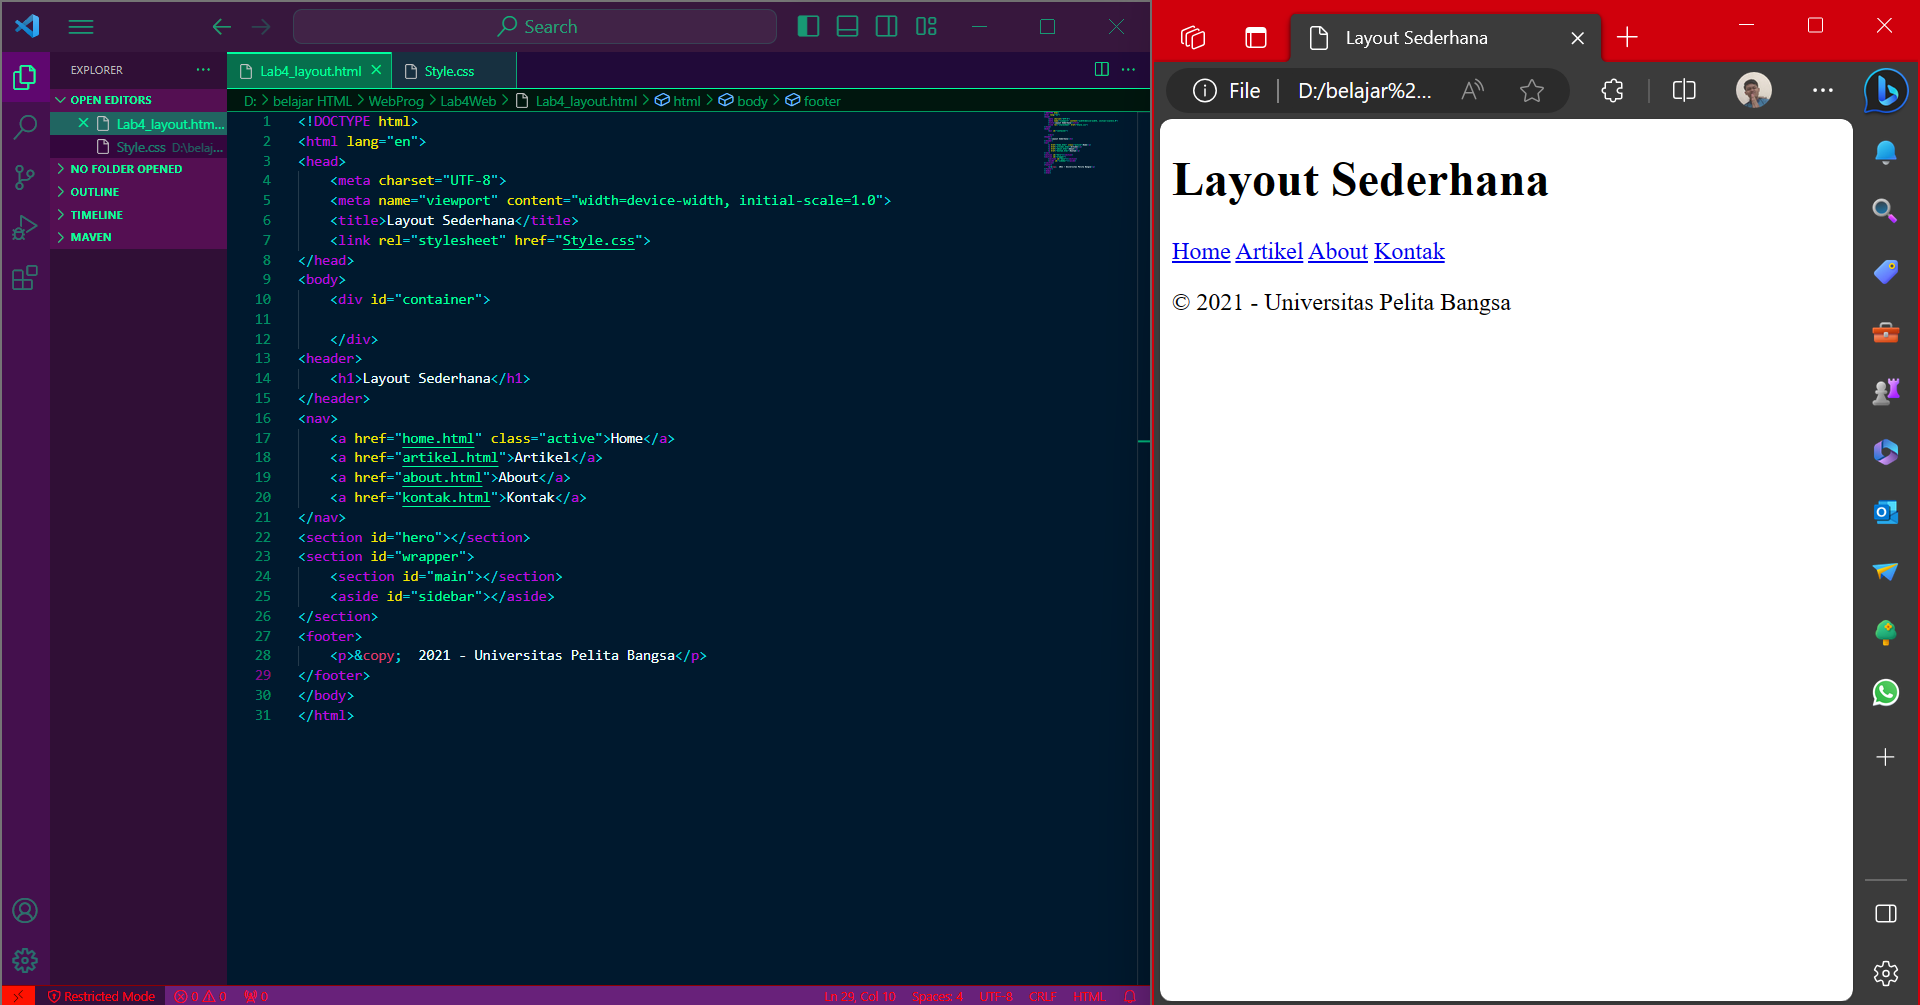 Search
EXPLORER
OPEN EDITORS
Lab4_layout.htm...
Style.css D:\belaj...
NO FOLDER OPENED
OUTLINE
TIMELINE
MAVEN
Lab4_layout.html
Style.css
D: > belajar HTML > WebProg > Lab4Web > Lab4_layout.html > html > body > footer
1 <!DOCTYPE html>
2 <html lang="en">
3 <head>
4 <meta charset="UTF-8">
5 <meta name="viewport" content="width=device-width, initial-scale=1.0">
6 <title>Layout Sederhana</title>
7 <link rel="stylesheet" href="Style.css">
8 </head>
9 <body>
10 <div id="container">
11
12 </div>
13 <header>
14 <h1>Layout Sederhana</h1>
15 </header>
16 <nav>
17 <a href="home.html" class="active">Home</a>
18 <a href="artikel.html">Artikel</a>
19 <a href="about.html">About</a>
20 <a href="kontak.html">Kontak</a>
21 </nav>
22 <section id="hero"></section>
23 <section id="wrapper">
24 <section id="main"></section>
25 <aside id="sidebar"></aside>
26 </section>
27 <footer>
28 <p>&copy;  2021 - Universitas Pelita Bangsa</p>
29 </footer>
30 </body>
31 </html>
Restricted Mode 0 0 0
Ln 29, Col 10 Spaces: 4 UTF-8 CRLF HTML
Layout Sederhana
File D:/belajar%2...
Layout Sederhana
Home Artikel About Kontak
© 2021 - Universitas Pelita Bangsa